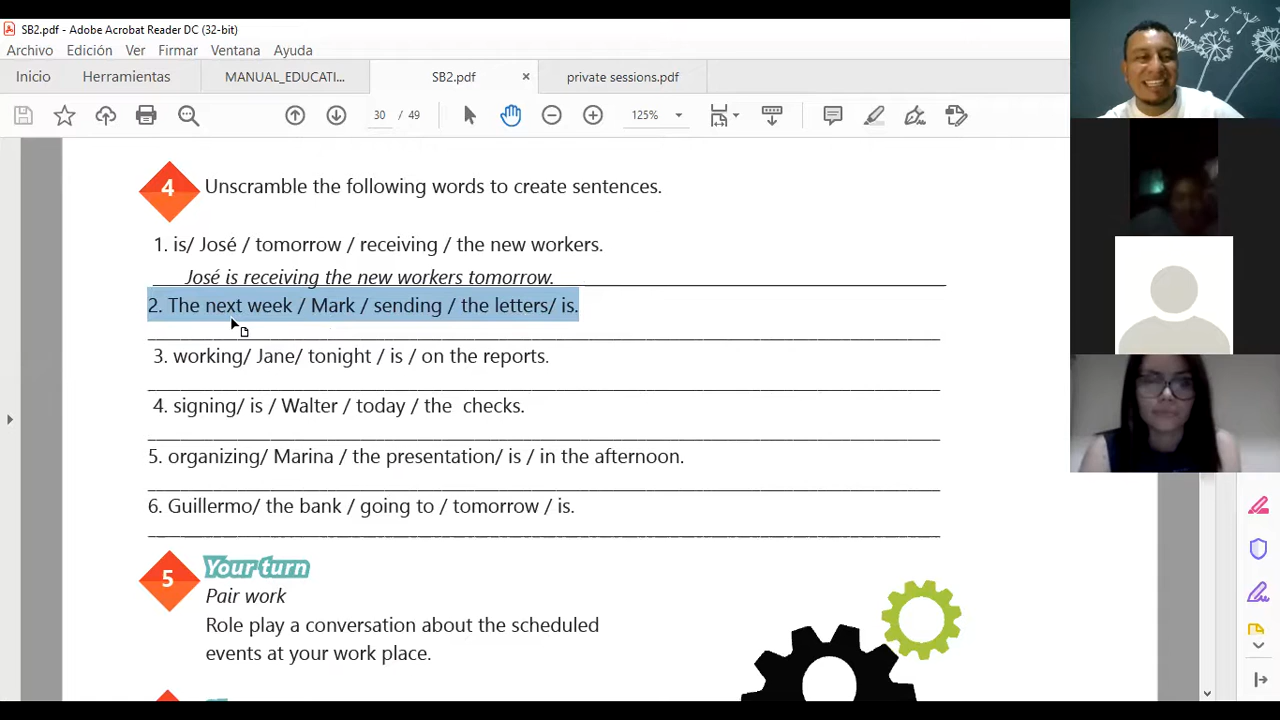 SB2.pdf - Adobe Acrobat Reader DC (32-bit)
Archivo Edición Ver Firmar Ventana Ayuda
Inicio Herramientas MANUAL_EDUCATI... SB2.pdf × private sessions.pdf
30 / 49 125%
4 Unscramble the following words to create sentences.
1. is/ José / tomorrow / receiving / the new workers.
José is receiving the new workers tomorrow.
2. The next week / Mark / sending / the letters/ is.
3. working/ Jane/ tonight / is / on the reports.
4. signing/ is / Walter / today / the checks.
5. organizing/ Marina / the presentation/ is / in the afternoon.
6. Guillermo/ the bank / going to / tomorrow / is.
5 Your turn
Pair work
Role play a conversation about the scheduled
events at your work place.